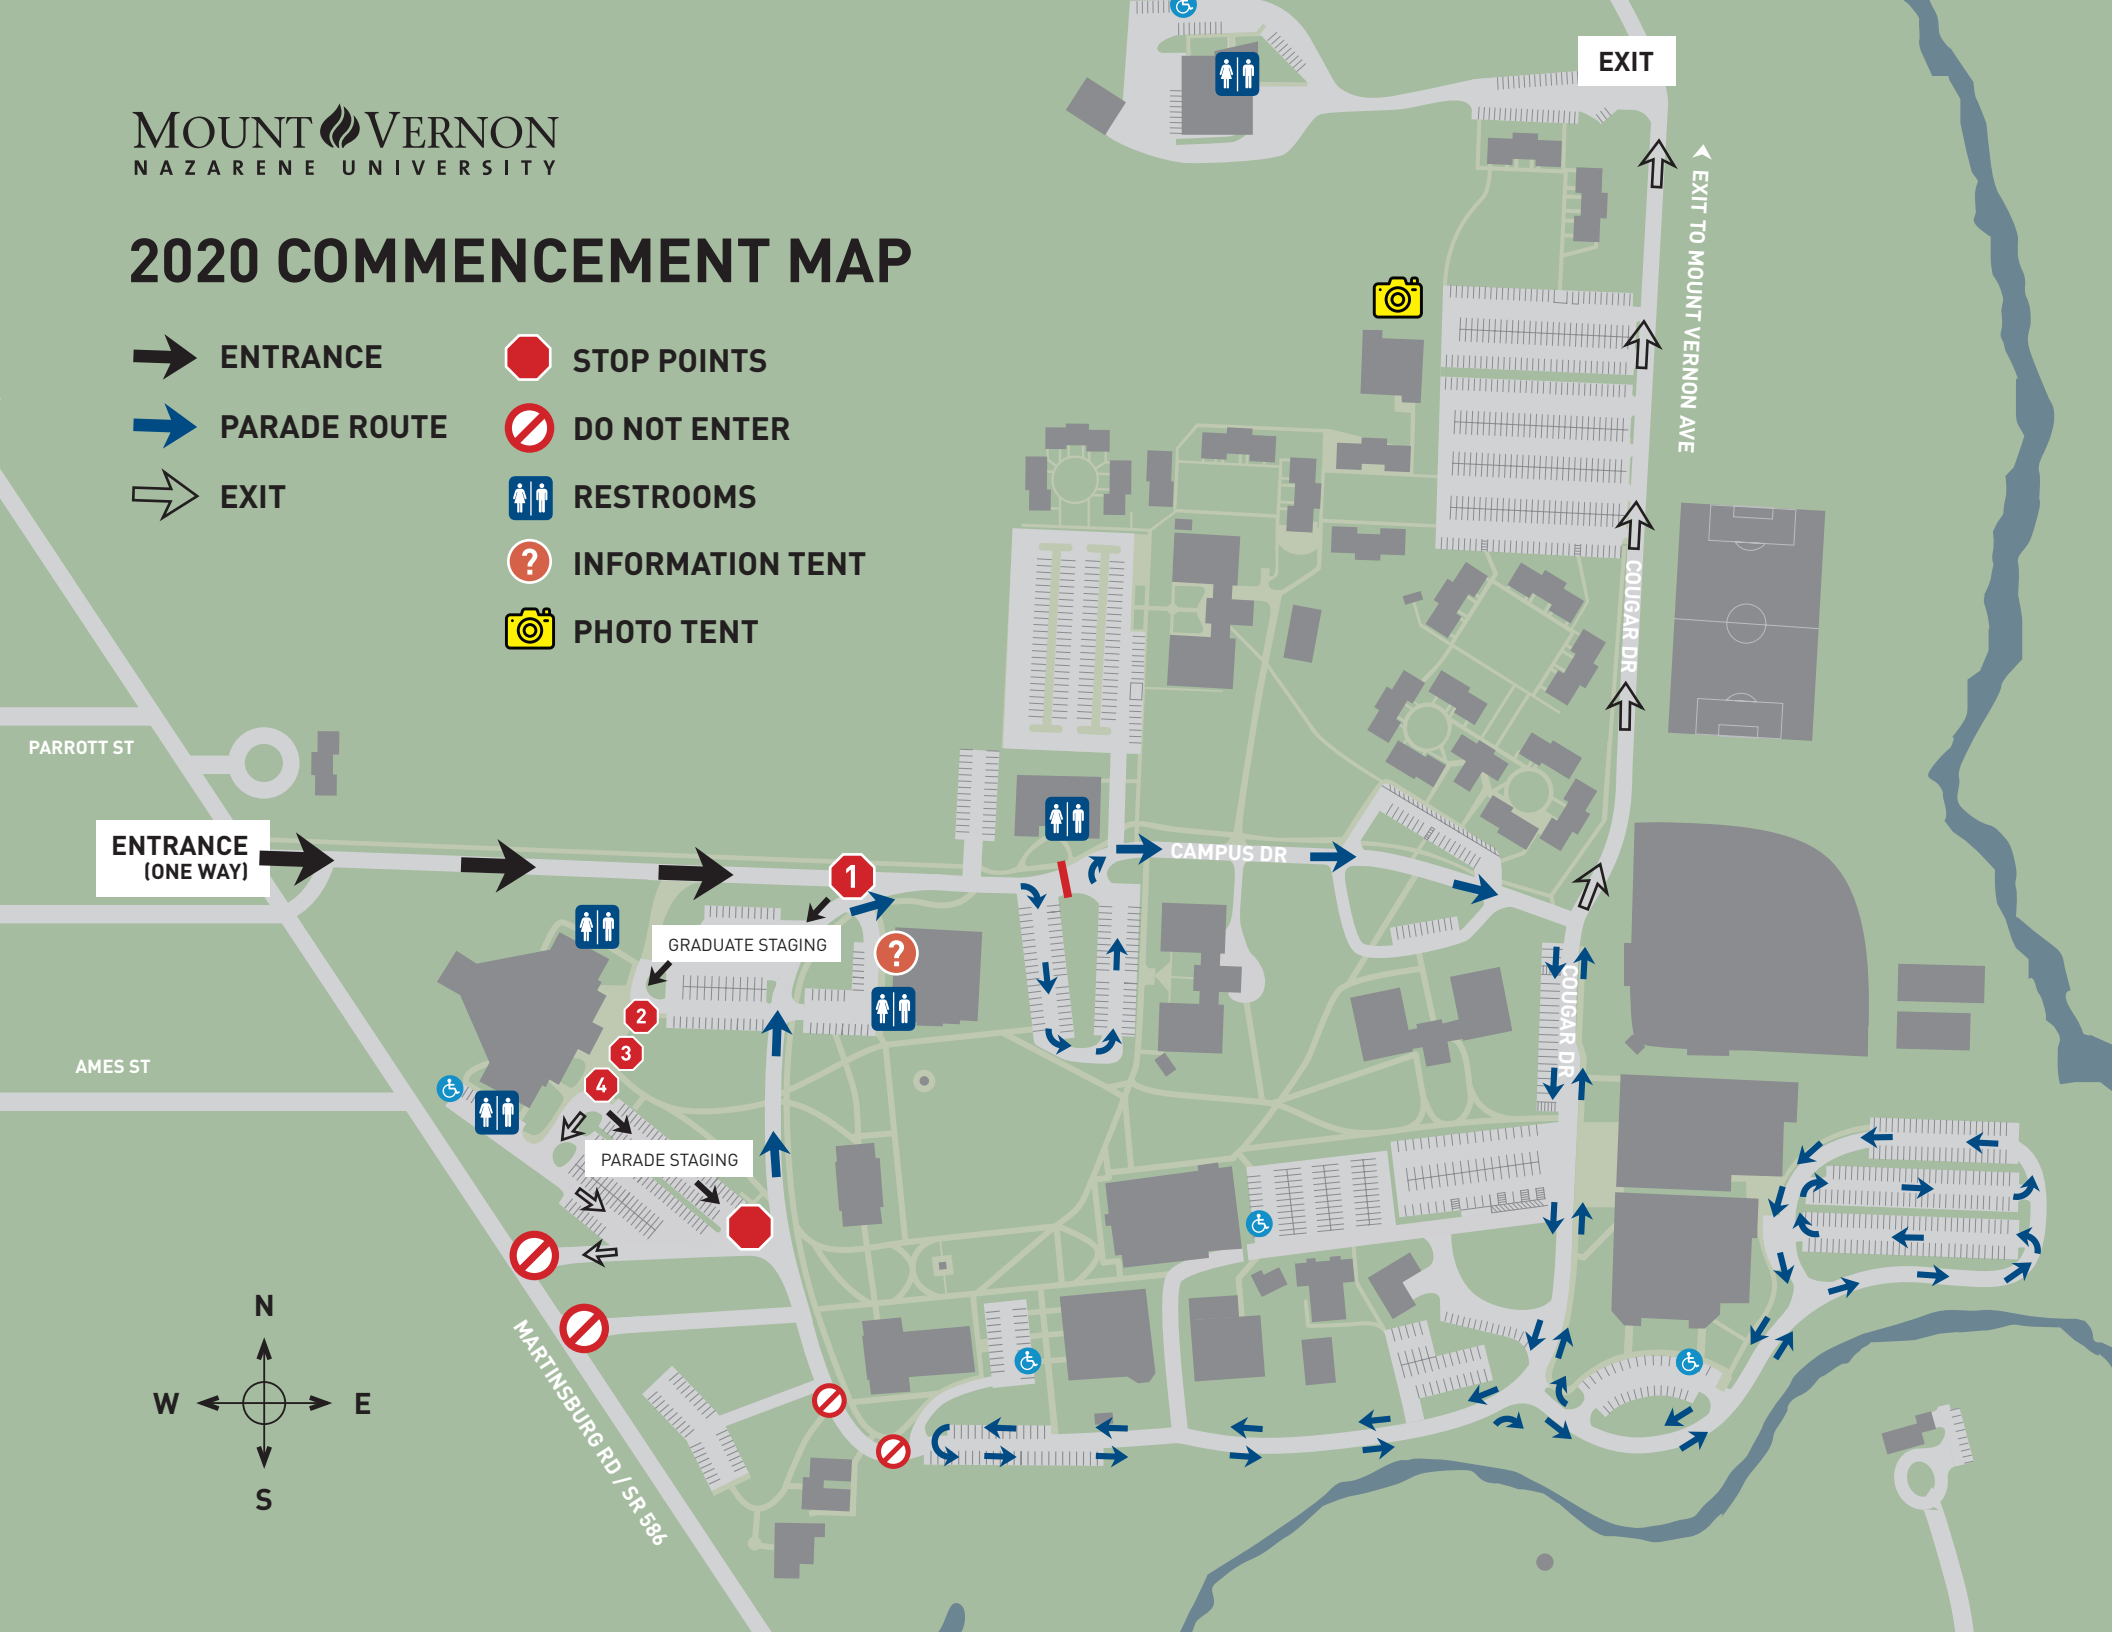 MOUNT VERNON
NAZARENE UNIVERSITY
2020 COMMENCEMENT MAP
ENTRANCE
PARADE ROUTE
EXIT
STOP POINTS
DO NOT ENTER
RESTROOMS
?
INFORMATION TENT
PHOTO TENT
EXIT
EXIT TO MOUNT VERNON AVE
COUGAR DR
PARROTT ST
ENTRANCE
(ONE WAY)
1
CAMPUS DR
GRADUATE STAGING
?
2
3
4
COUGAR DR
AMES ST
PARADE STAGING
MARTINSBURG RD / SR 586
N
W
E
S